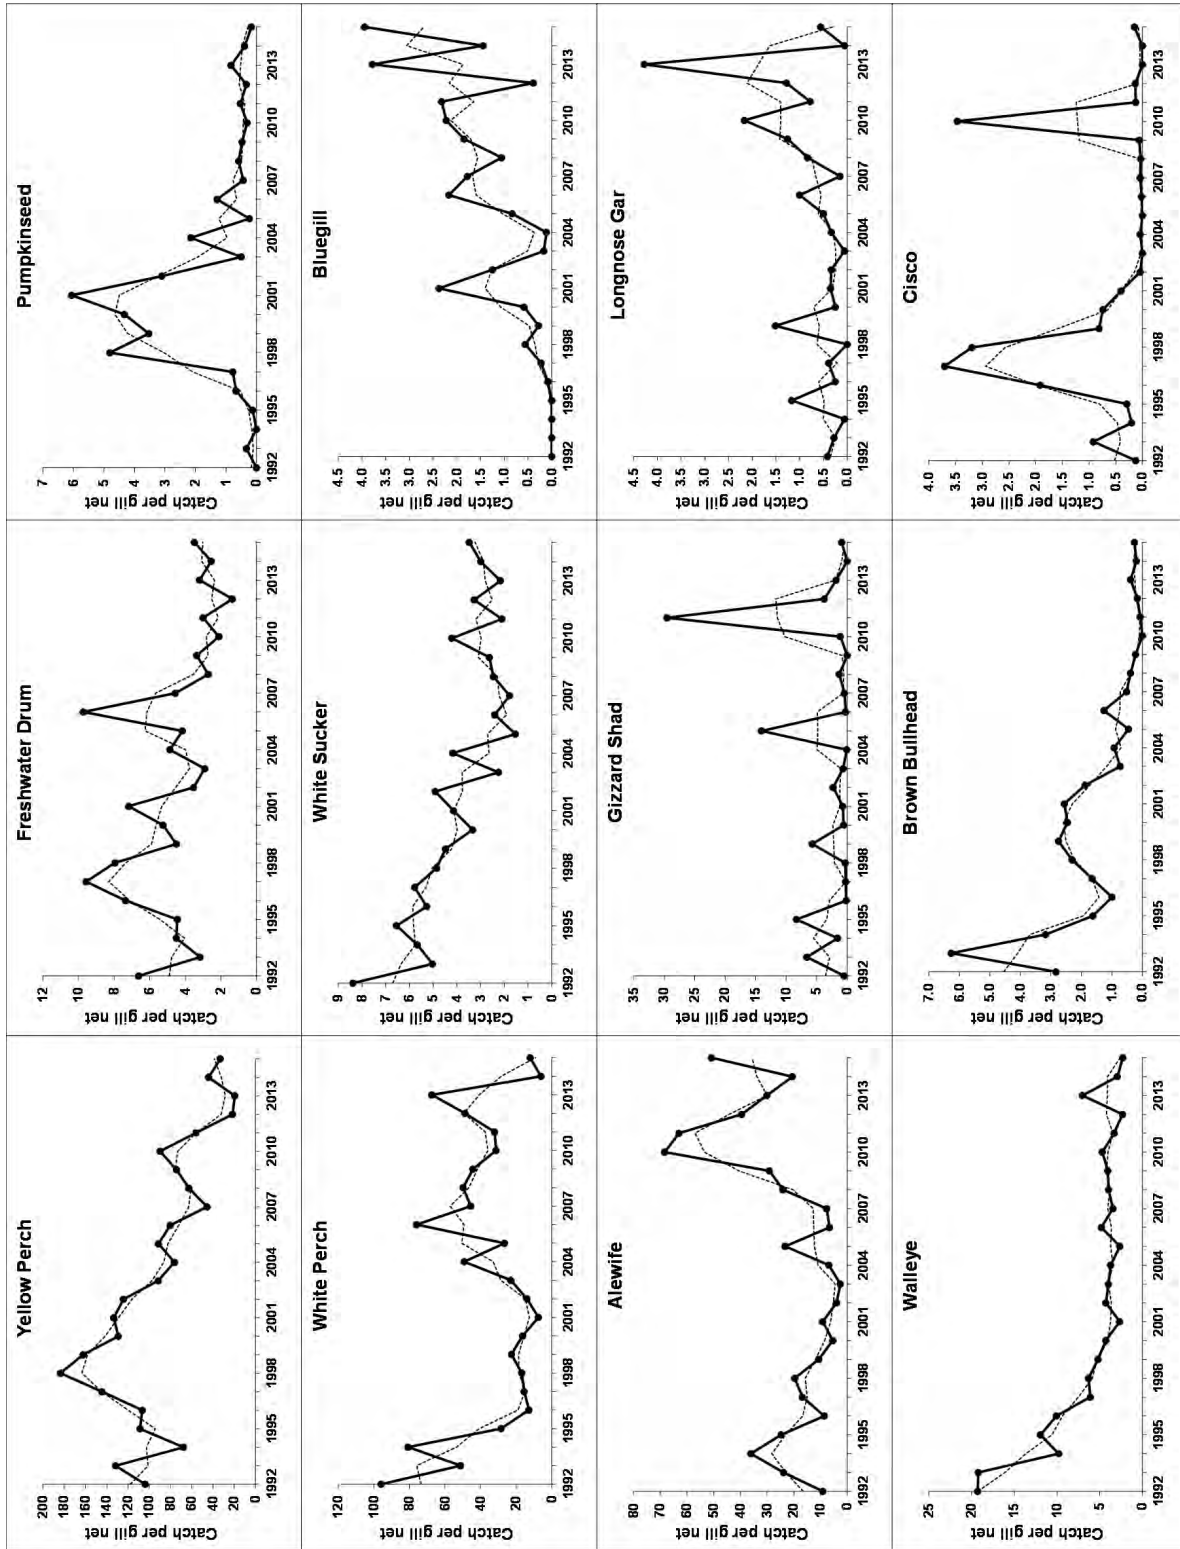 Yellow Perch
Catch per gill net
200
180
160
140
120
100
80
60
40
20
0
1992 1995 1998 2001 2004 2007 2010 2013
Freshwater Drum
Catch per gill net
12
10
8
6
4
2
0
1992 1995 1998 2001 2004 2007 2010 2013
Pumpkinseed
Catch per gill net
7
6
5
4
3
2
1
0
1992 1995 1998 2001 2004 2007 2010 2013
White Perch
Catch per gill net
120
100
80
60
40
20
0
1992 1995 1998 2001 2004 2007 2010 2013
White Sucker
Catch per gill net
9
8
7
6
5
4
3
2
1
0
1992 1995 1998 2001 2004 2007 2010 2013
Bluegill
Catch per gill net
4.5
4.0
3.5
3.0
2.5
2.0
1.5
1.0
0.5
0.0
1992 1995 1998 2001 2004 2007 2010 2013
Alewife
Catch per gill net
80
70
60
50
40
30
20
10
0
1992 1995 1998 2001 2004 2007 2010 2013
Gizzard Shad
Catch per gill net
35
30
25
20
15
10
5
0
1992 1995 1998 2001 2004 2007 2010 2013
Longnose Gar
Catch per gill net
4.5
4.0
3.5
3.0
2.5
2.0
1.5
1.0
0.5
0.0
1992 1995 1998 2001 2004 2007 2010 2013
Walleye
Catch per gill net
25
20
15
10
5
0
1992 1995 1998 2001 2004 2007 2010 2013
Brown Bullhead
Catch per gill net
7.0
6.0
5.0
4.0
3.0
2.0
1.0
0.0
1992 1995 1998 2001 2004 2007 2010 2013
Cisco
Catch per gill net
4.0
3.5
3.0
2.5
2.0
1.5
1.0
0.5
0.0
1992 1995 1998 2001 2004 2007 2010 2013